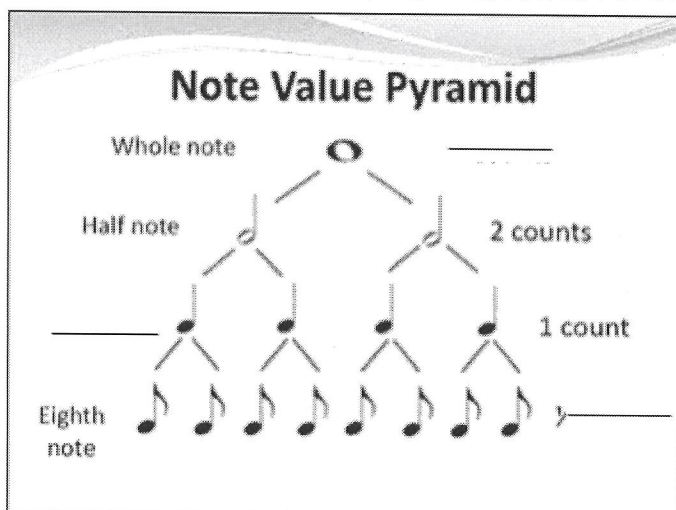 Note Value Pyramid
Whole note
Half note
2 counts
1 count
Eighth
note